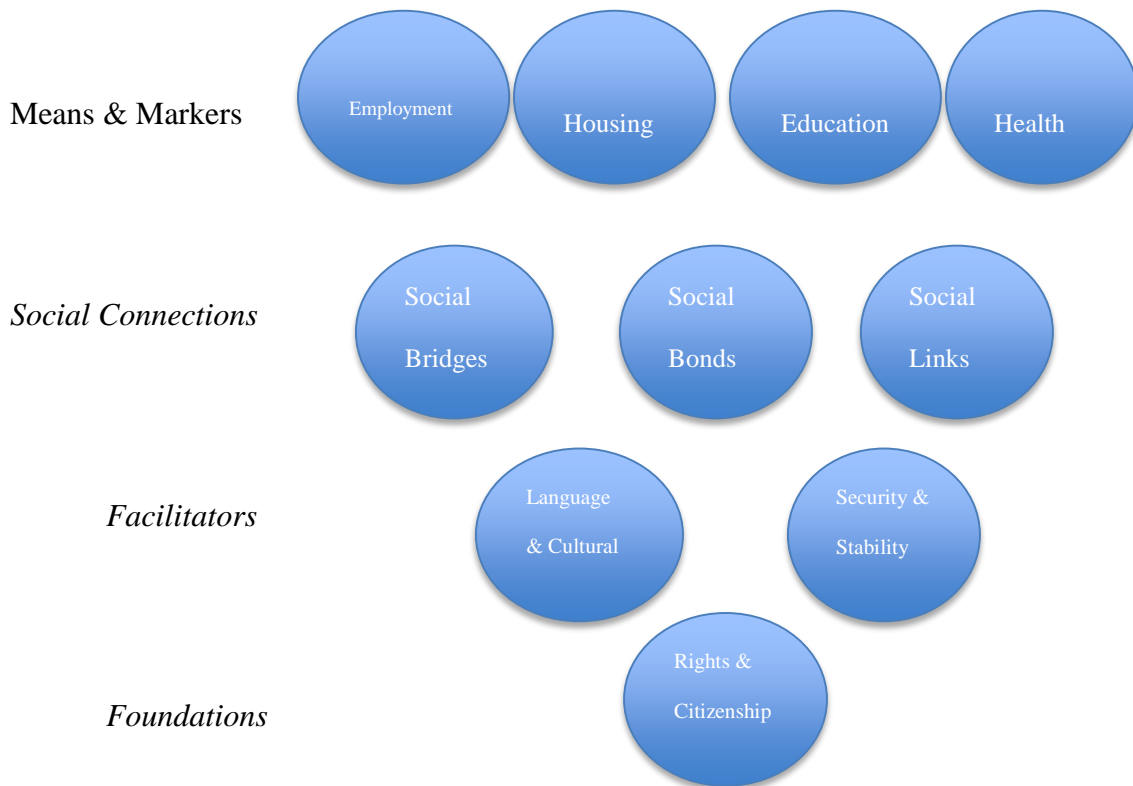 Means & Markers
Employment
Housing
Education
Health
Social Connections
Social
Bridges
Social
Bonds
Social
Links
Facilitators
Language
& Cultural
Security &
Stability
Foundations
Rights &
Citizenship